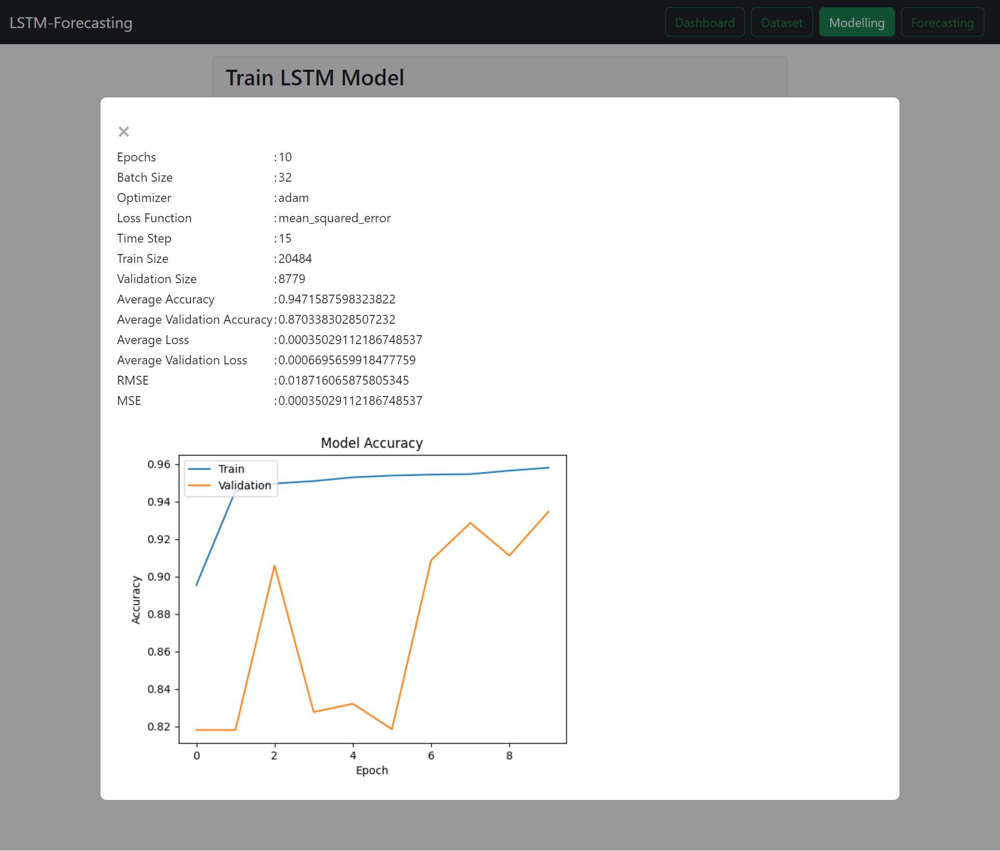 LSTM-Forecasting
Dashboard
Dataset
Modelling
Forecasting
Train LSTM Model
×
Epochs :10
Batch Size :32
Optimizer :adam
Loss Function :mean_squared_error
Time Step :15
Train Size :20484
Validation Size :8779
Average Accuracy :0.9471587598323822
Average Validation Accuracy:0.8703383028507232
Average Loss :0.00035029112186748537
Average Validation Loss :0.0006695659918477759
RMSE :0.018716065875805345
MSE :0.00035029112186748537
Model Accuracy
Train
Validation
0.96
0.94
0.92
0.90
0.88
0.86
0.84
0.82
Accuracy
0 2 4 6 8
Epoch